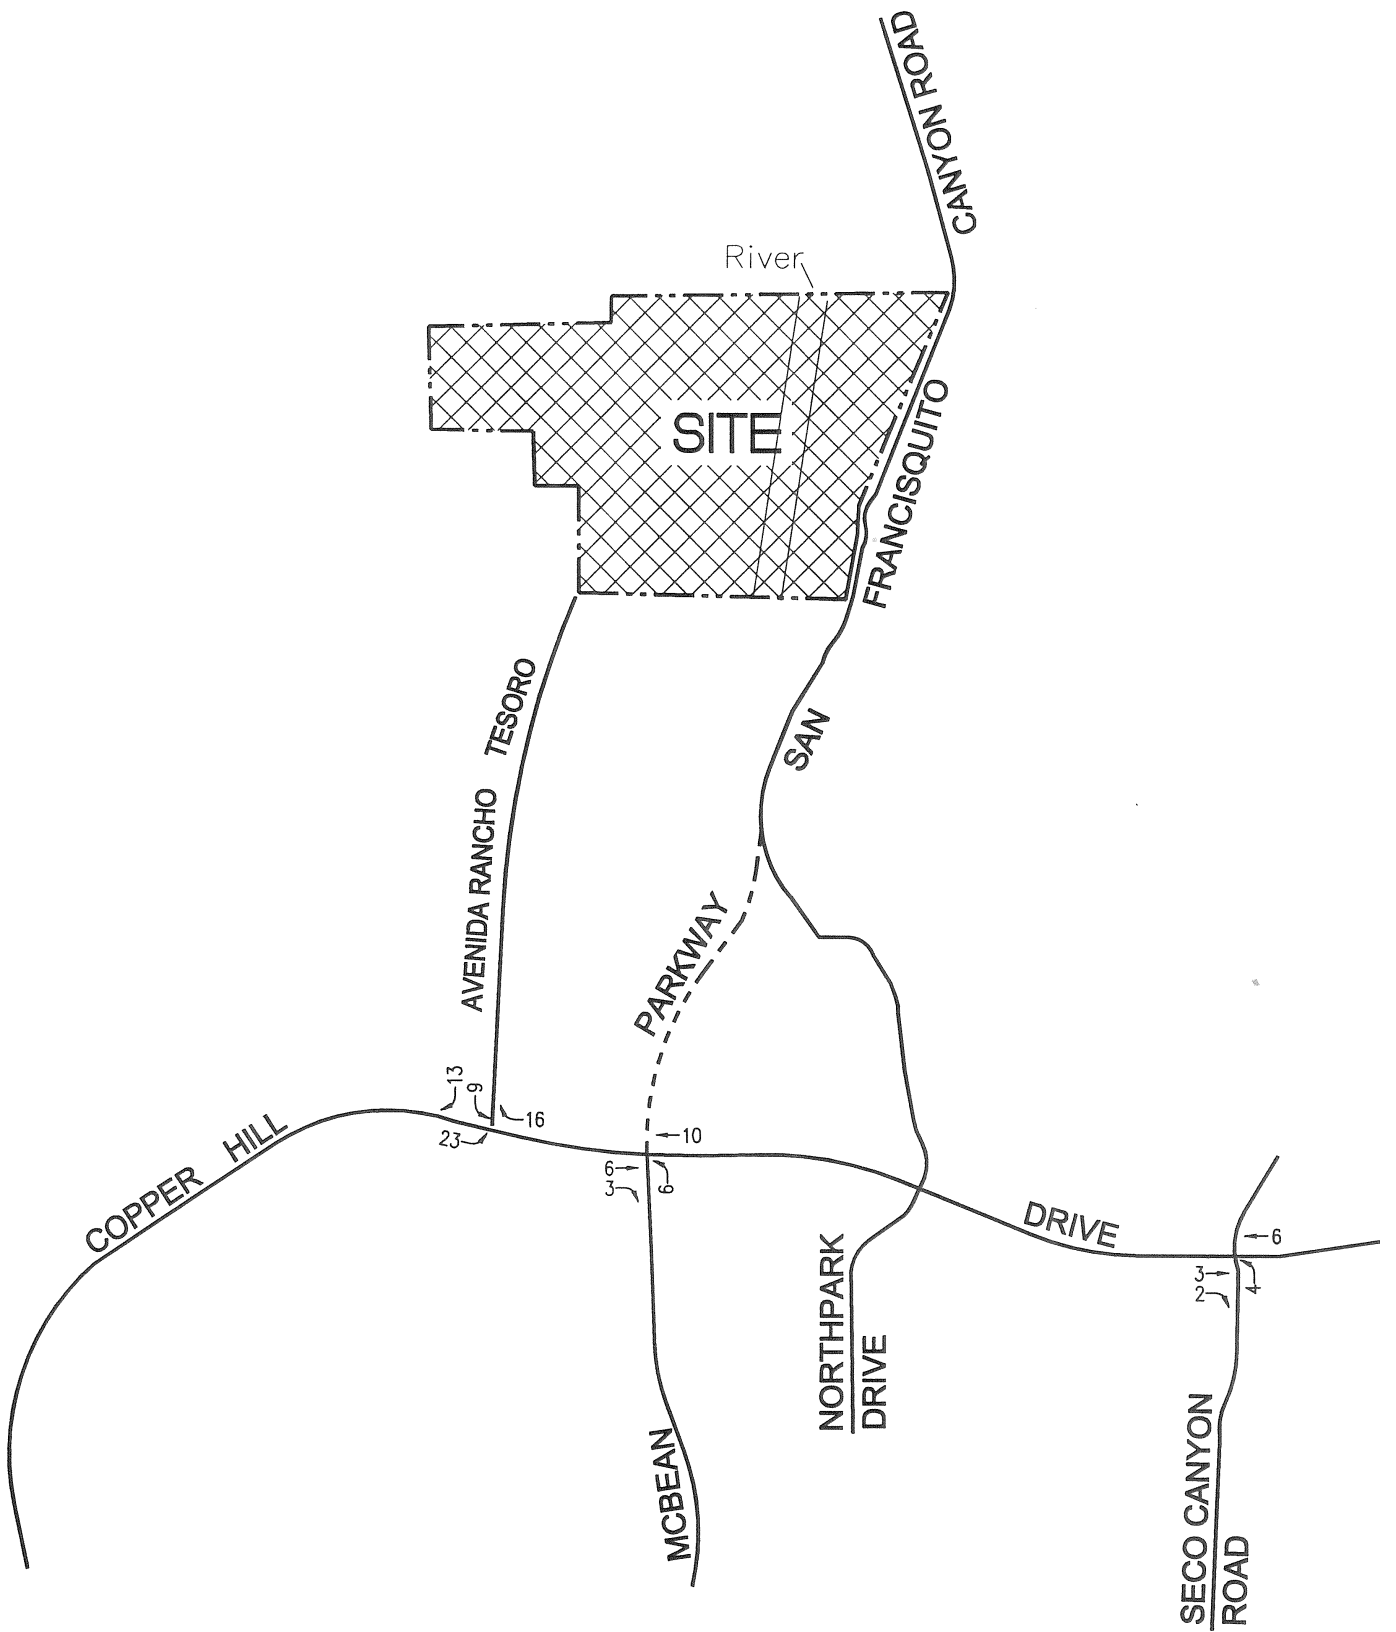 CANYON ROAD
River
SITE
FRANCISQUITO
SAN
TESORO
AVENIDA RANCHO
PARKWAY
13
9
16
23
10
6
3
6
COPPER
HILL
DRIVE
6
3
2
4
NORTHPARK
DRIVE
MCBEAN
SECO CANYON
ROAD